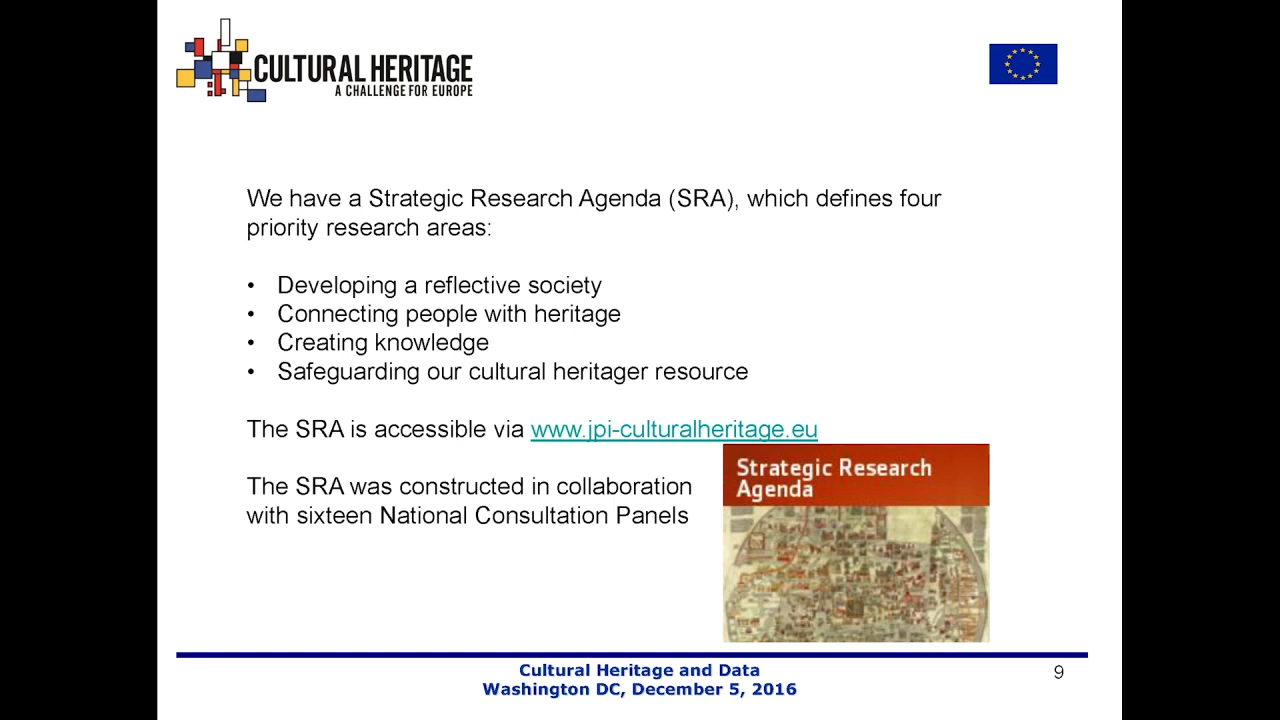 CULTURAL HERITAGE
A CHALLENGE FOR EUROPE
We have a Strategic Research Agenda (SRA), which defines four
priority research areas:
• Developing a reflective society
• Connecting people with heritage
• Creating knowledge
• Safeguarding our cultural heritager resource
The SRA is accessible via www.jpi-culturalheritage.eu
The SRA was constructed in collaboration
with sixteen National Consultation Panels
Strategic Research
Agenda
Cultural Heritage and Data
Washington DC, December 5, 2016
9